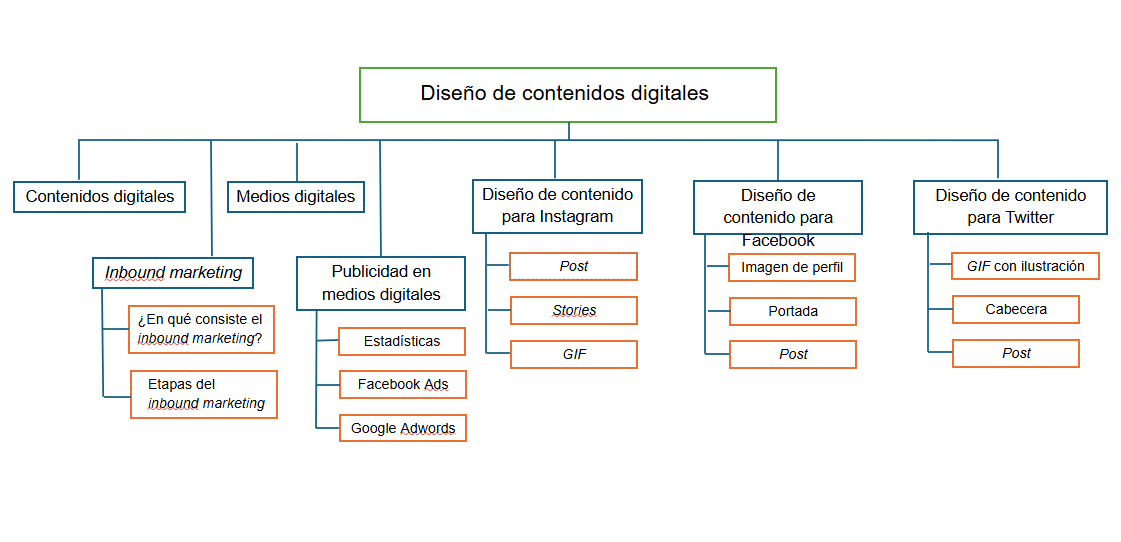 Diseño de contenidos digitales
Contenidos digitales
Inbound marketing
¿En qué consiste el
inbound marketing?
Etapas del
inbound marketing
Medios digitales
Publicidad en
medios digitales
Estadísticas
Facebook Ads
Google Adwords
Diseño de contenido
para Instagram
Post
Stories
GIF
Diseño de
contenido para
Facebook
Imagen de perfil
Portada
Post
Diseño de contenido
para Twitter
GIF con ilustración
Cabecera
Post